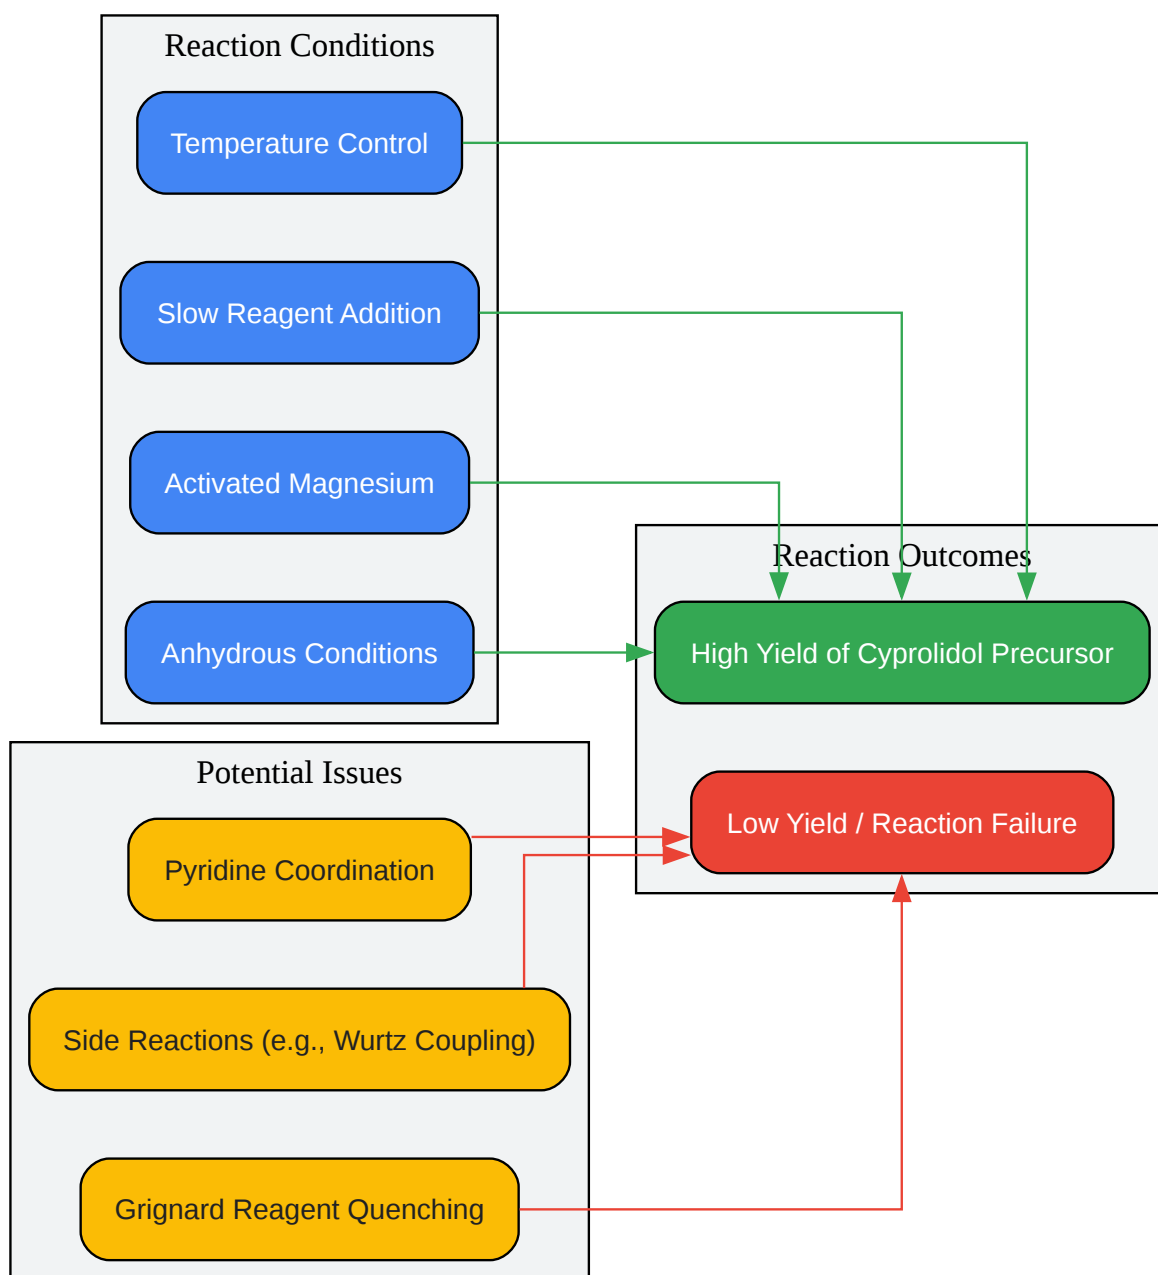 Reaction Conditions
Temperature Control
Slow Reagent Addition
Activated Magnesium
Anhydrous Conditions
Reaction Outcomes
High Yield of Cyprolidol Precursor
Low Yield / Reaction Failure
Potential Issues
Pyridine Coordination
Side Reactions (e.g., Wurtz Coupling)
Grignard Reagent Quenching